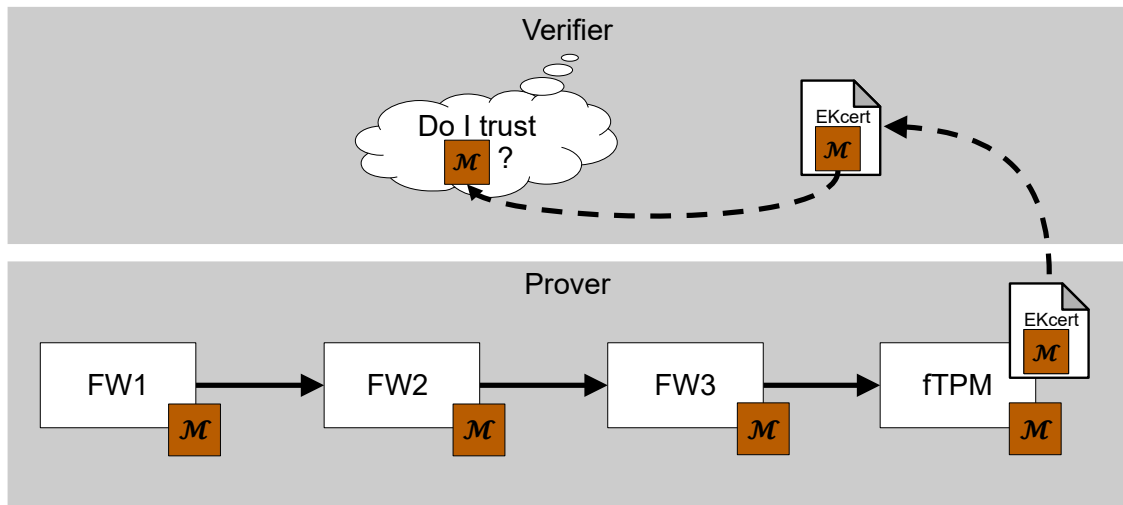 Verifier
Do I trust
ℳ ?
EKcert
ℳ
Prover
EKcert
ℳ
FW1
FW2
FW3
fTPM
ℳ
ℳ
ℳ
ℳ